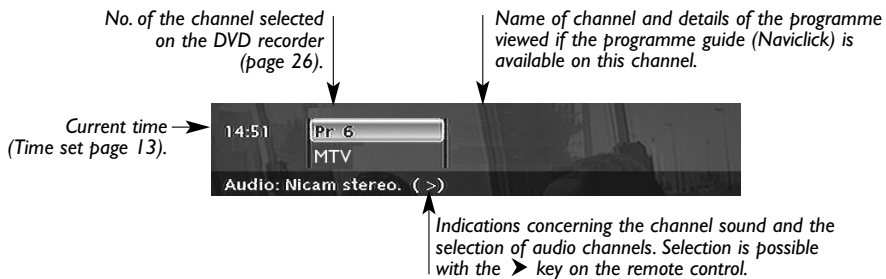 No. of the channel selected
on the DVD recorder
(page 26).
Name of channel and details of the programme
viewed if the programme guide (Naviclick) is
available on this channel.
Current time
(Time set page 13).
14:51
Pr 6
MTV
Audio: Nicam stereo. ( >)
Indications concerning the channel sound and the
selection of audio channels. Selection is possible
with the ➤ key on the remote control.